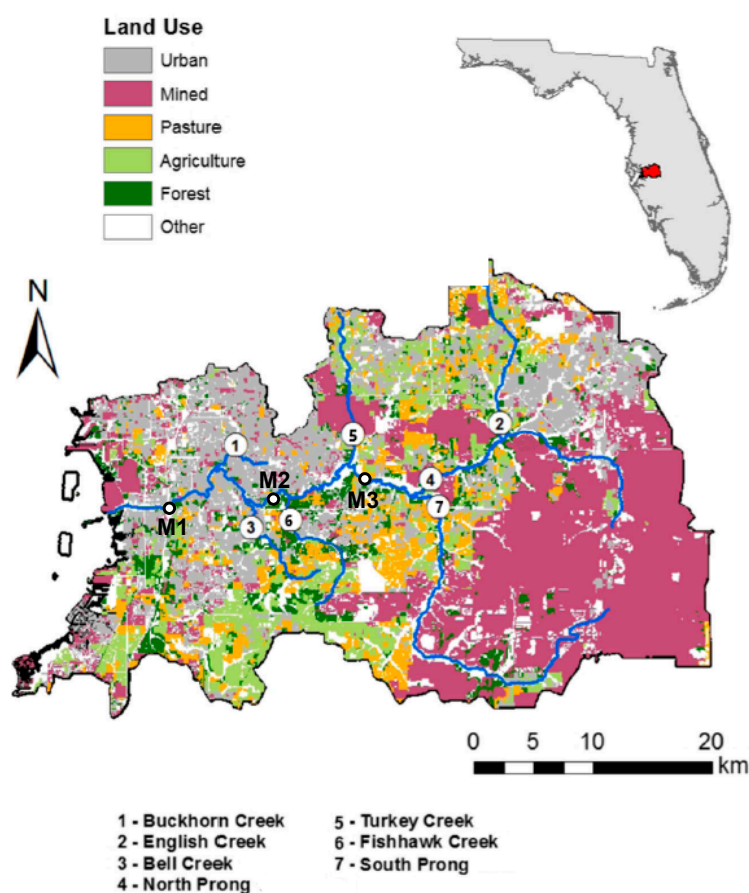 Land Use
Urban
Mined
Pasture
Agriculture
Forest
Other
N
1
2
5
M2
M3
4
M1
3
6
7
0 5 10 20
km
1 - Buckhorn Creek
2 - English Creek
3 - Bell Creek
4 - North Prong
5 - Turkey Creek
6 - Fishhawk Creek
7 - South Prong